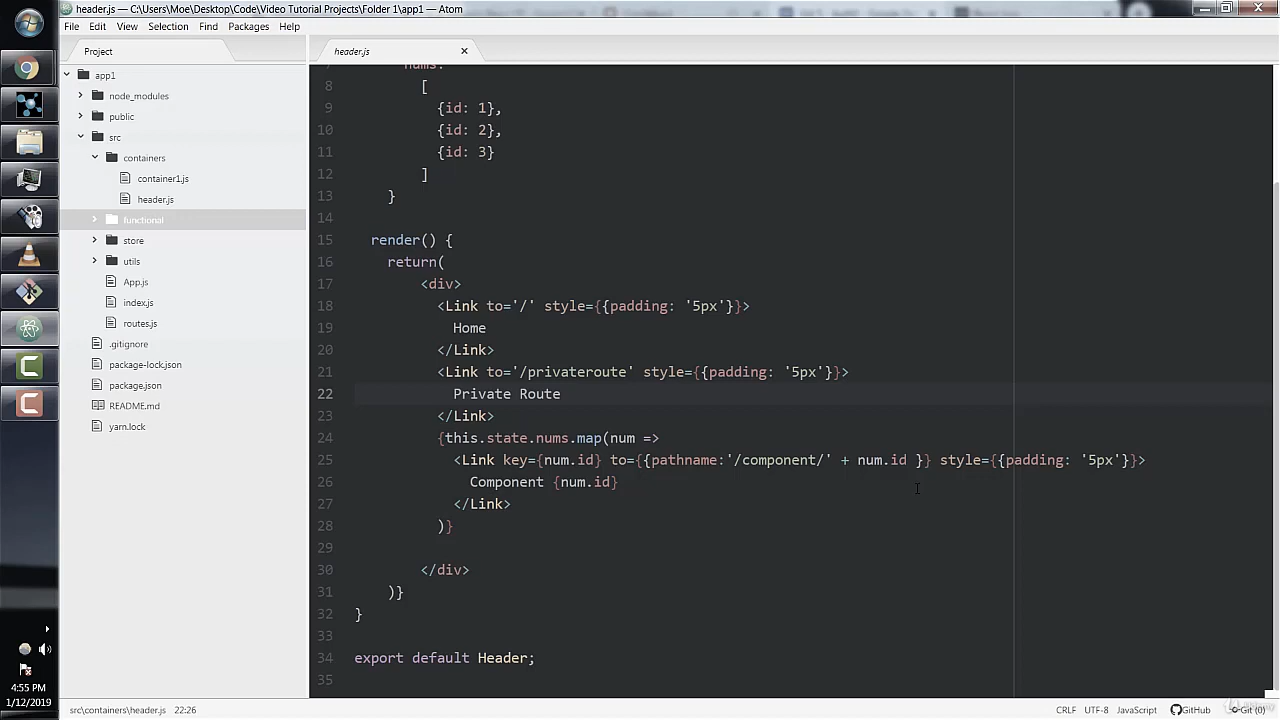 header.js — C:\Users\Moe\Desktop\Code\Video Tutorial Projects\Folder 1\app1 — Atom
File Edit View Selection Find Packages Help
Project
header.js
app1
node_modules
public
src
containers
container1.js
header.js
functional
store
utils
App.js
index.js
routes.js
.gitignore
package-lock.json
package.json
README.md
yarn.lock
nums:
8 [
9 {id: 1},
10 {id: 2},
11 {id: 3}
12 ]
13 }
14
15 render() {
16 return(
17 <div>
18 <Link to='/' style={{padding: '5px'}}>
19 Home
20 </Link>
21 <Link to='/privateroute' style={{padding: '5px'}}>
22 Private Route
23 </Link>
24 {this.state.nums.map(num =>
25 <Link key={num.id} to={{pathname:'/component/' + num.id }} style={{padding: '5px'}}>
26 Component {num.id}
27 </Link>
28 )}
29
30 </div>
31 )}
32 }
33
34 export default Header;
35
4:55 PM
1/12/2019
src\containers\header.js 22:26
CRLF UTF-8 JavaScript GitHub Git (0)